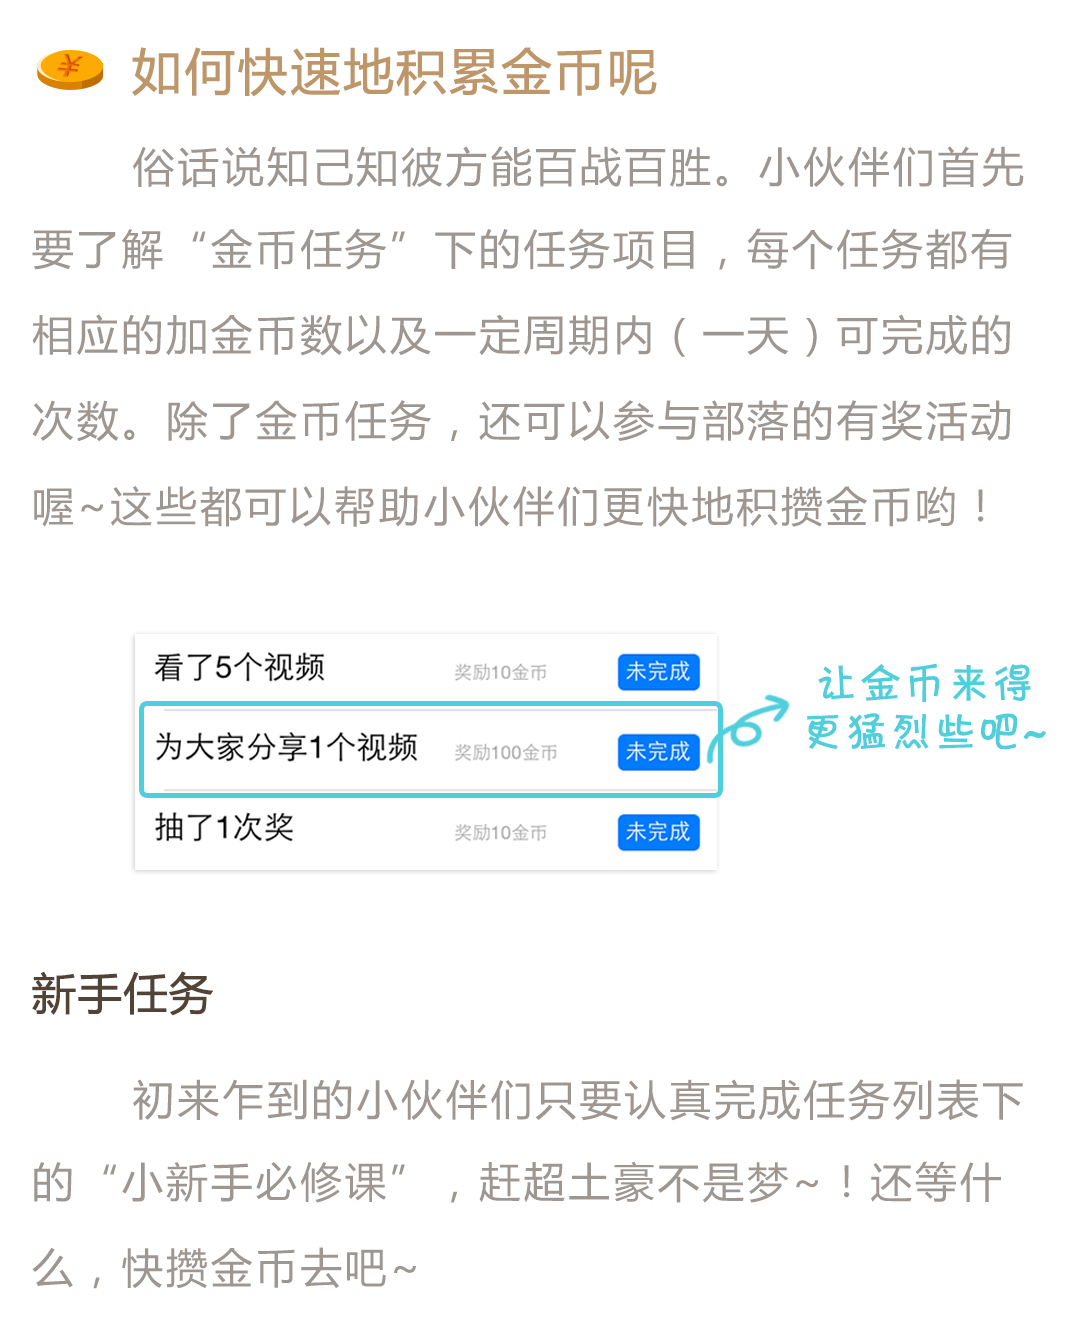 ¥ 如何快速地积累金币呢
俗话说知己知彼方能百战百胜。小伙伴们首先
要了解“金币任务”下的任务项目，每个任务都有
相应的加金币数以及一定周期内（一天）可完成的
次数。除了金币任务，还可以参与部落的有奖活动
喔~这些都可以帮助小伙伴们更快地积攒金币哟！
看了5个视频 奖励10金币 未完成
为大家分享1个视频 奖励100金币 未完成
抽了1次奖 奖励10金币 未完成
让金币来得
更猛烈些吧~
新手任务
初来乍到的小伙伴们只要认真完成任务列表下
的“小新手必修课”，赶超土豪不是梦~！还等什
么，快攒金币去吧~